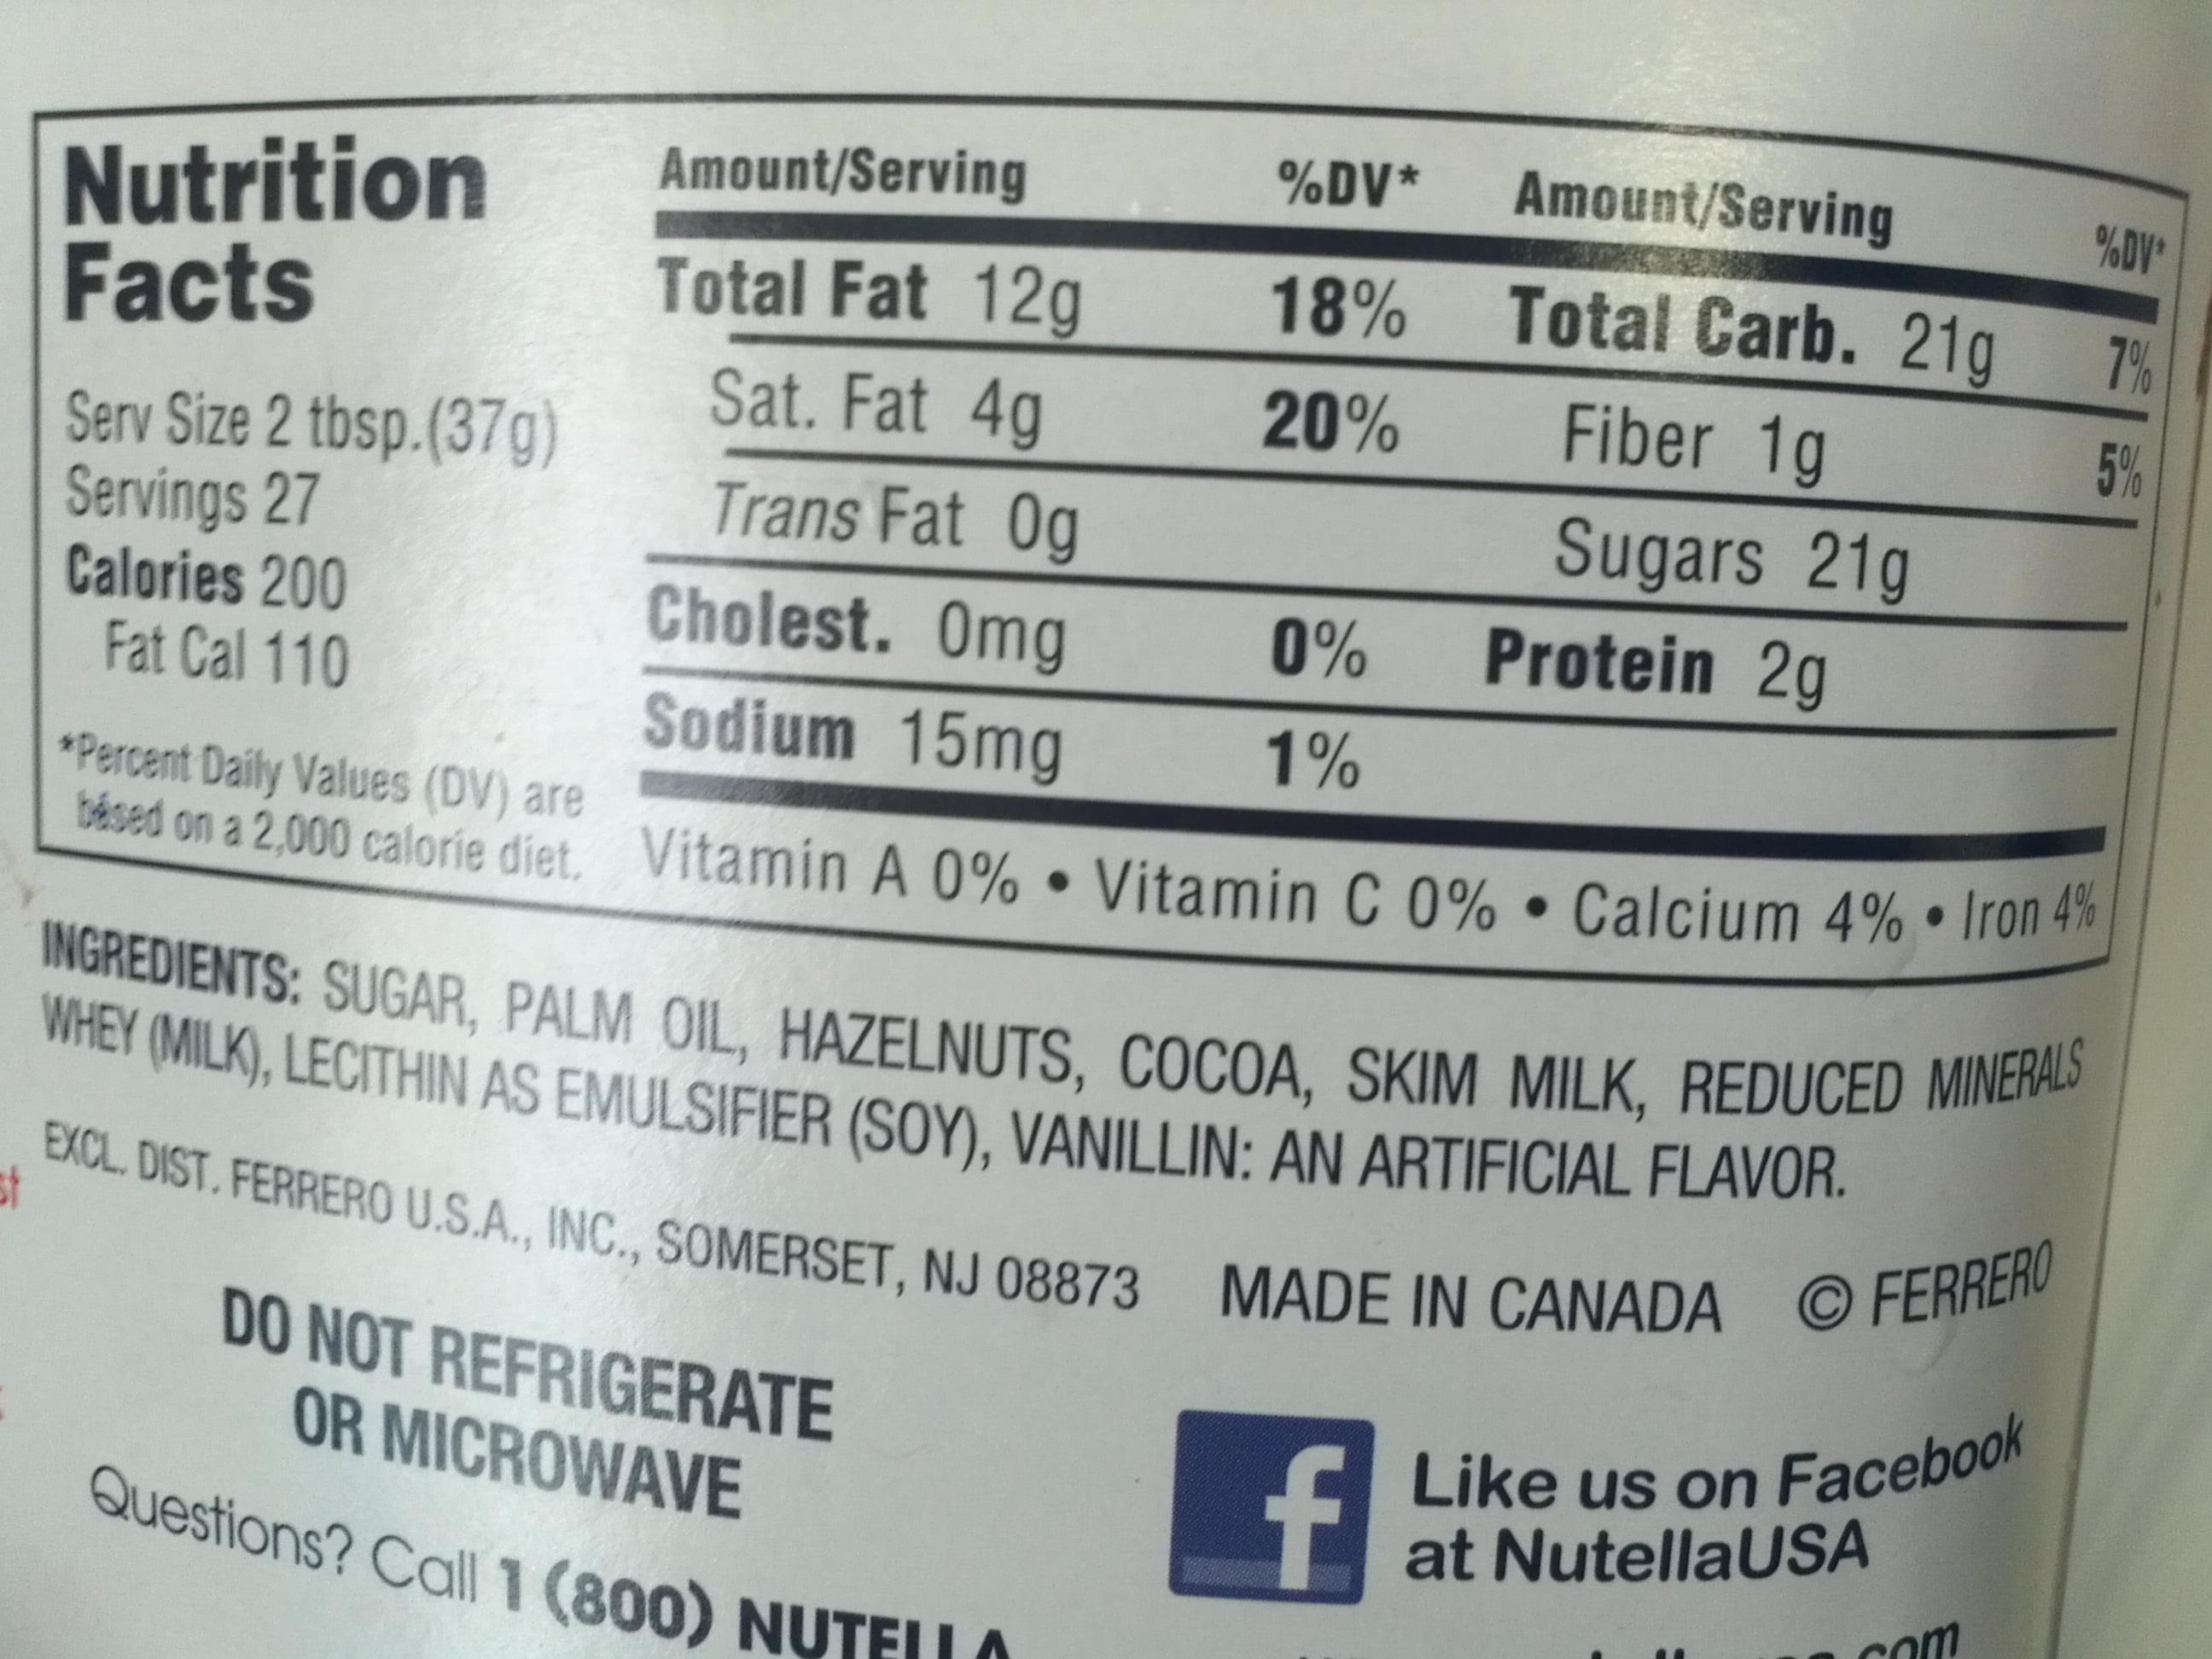 Nutrition
Facts
Serv Size 2 tbsp.(37g)
Servings 27
Calories 200
Fat Cal 110
*Percent Daily Values (DV) are
based on a 2,000 calorie diet.
Amount/Serving %DV* Amount/Serving %DV*
Total Fat 12g 18% Total Carb. 21g 7%
Sat. Fat 4g 20% Fiber 1g 5%
Trans Fat 0g Sugars 21g
Cholest. 0mg 0% Protein 2g
Sodium 15mg 1%
Vitamin A 0% • Vitamin C 0% • Calcium 4% • Iron 4%
INGREDIENTS: SUGAR, PALM OIL, HAZELNUTS, COCOA, SKIM MILK, REDUCED MINERALS
WHEY (MILK), LECITHIN AS EMULSIFIER (SOY), VANILLIN: AN ARTIFICIAL FLAVOR.
EXCL. DIST. FERRERO U.S.A., INC., SOMERSET, NJ 08873 MADE IN CANADA © FERRERO
DO NOT REFRIGERATE
OR MICROWAVE
Questions? Call 1 (800) NUTELLA
f
Like us on Facebook
at NutellaUSA